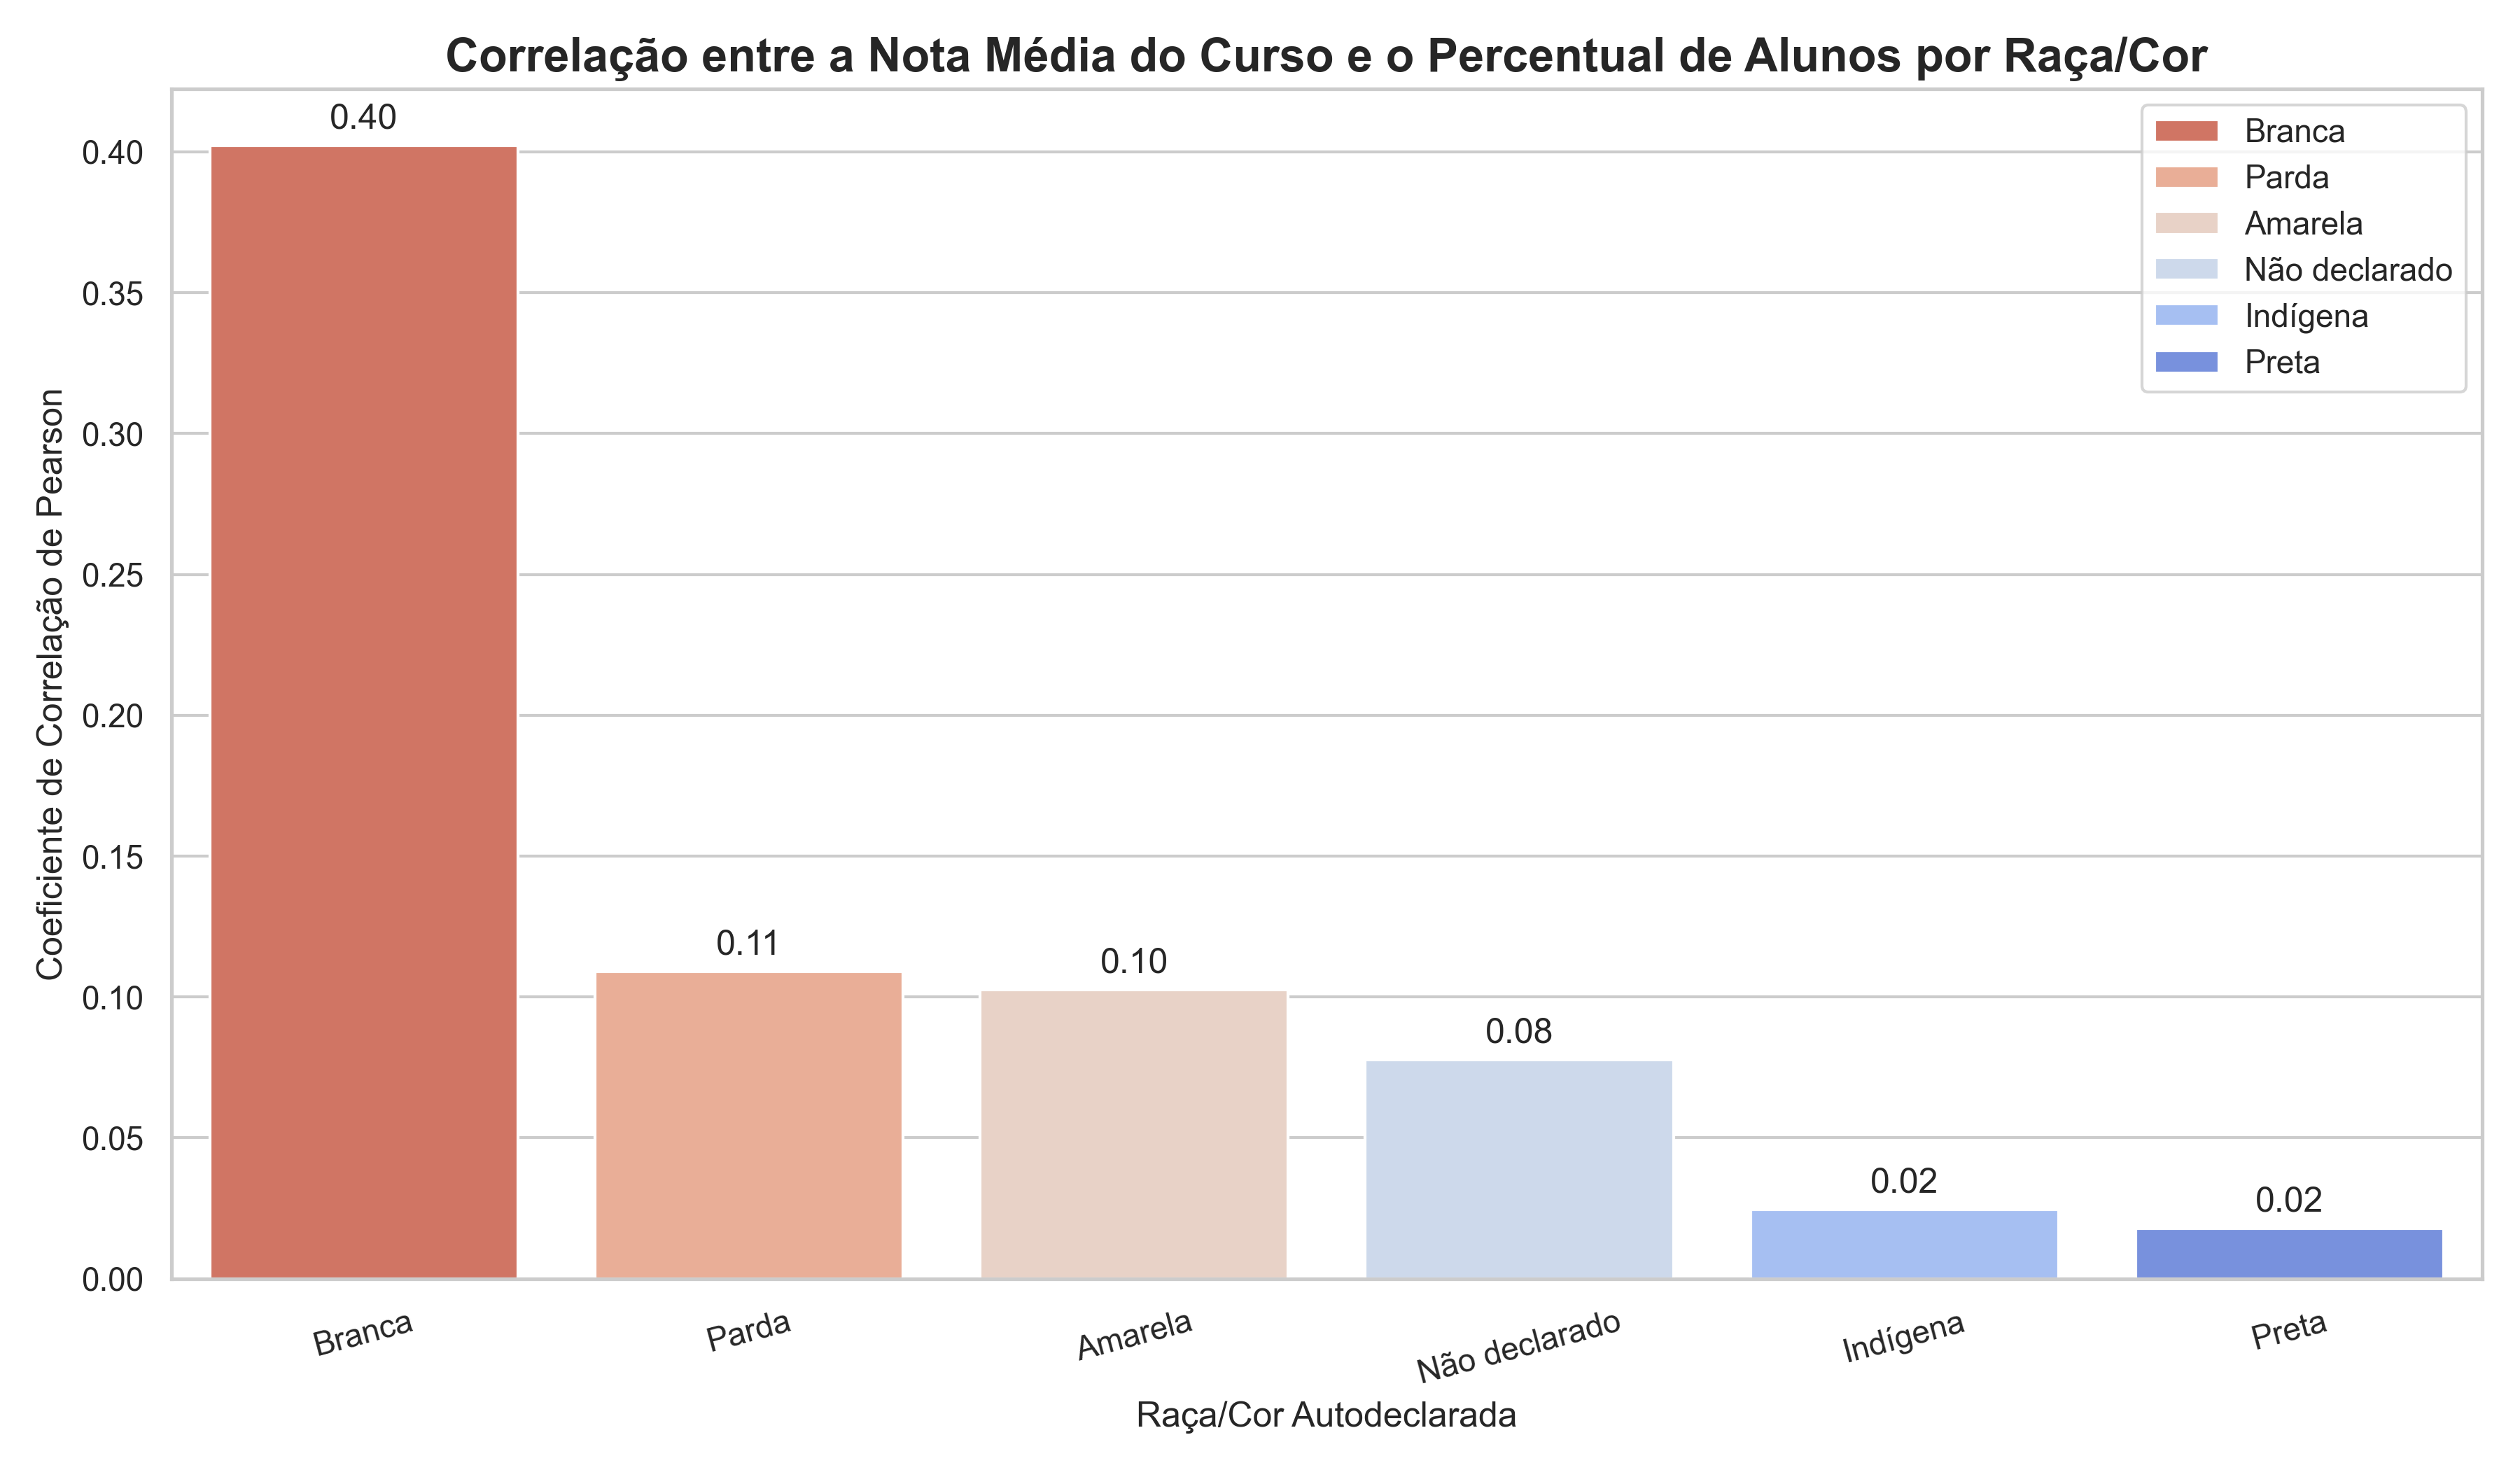 Correlação entre a Nota Média do Curso e o Percentual de Alunos por Raça/Cor
Coeficiente de Correlação de Pearson
0.40
0.35
0.30
0.25
0.20
0.15
0.10
0.05
0.00
0.40
0.11
0.10
0.08
0.02
0.02
Branca
Parda
Amarela
Não declarado
Indígena
Preta
Branca
Parda
Amarela
Não declarado
Indígena
Preta
Raça/Cor Autodeclarada